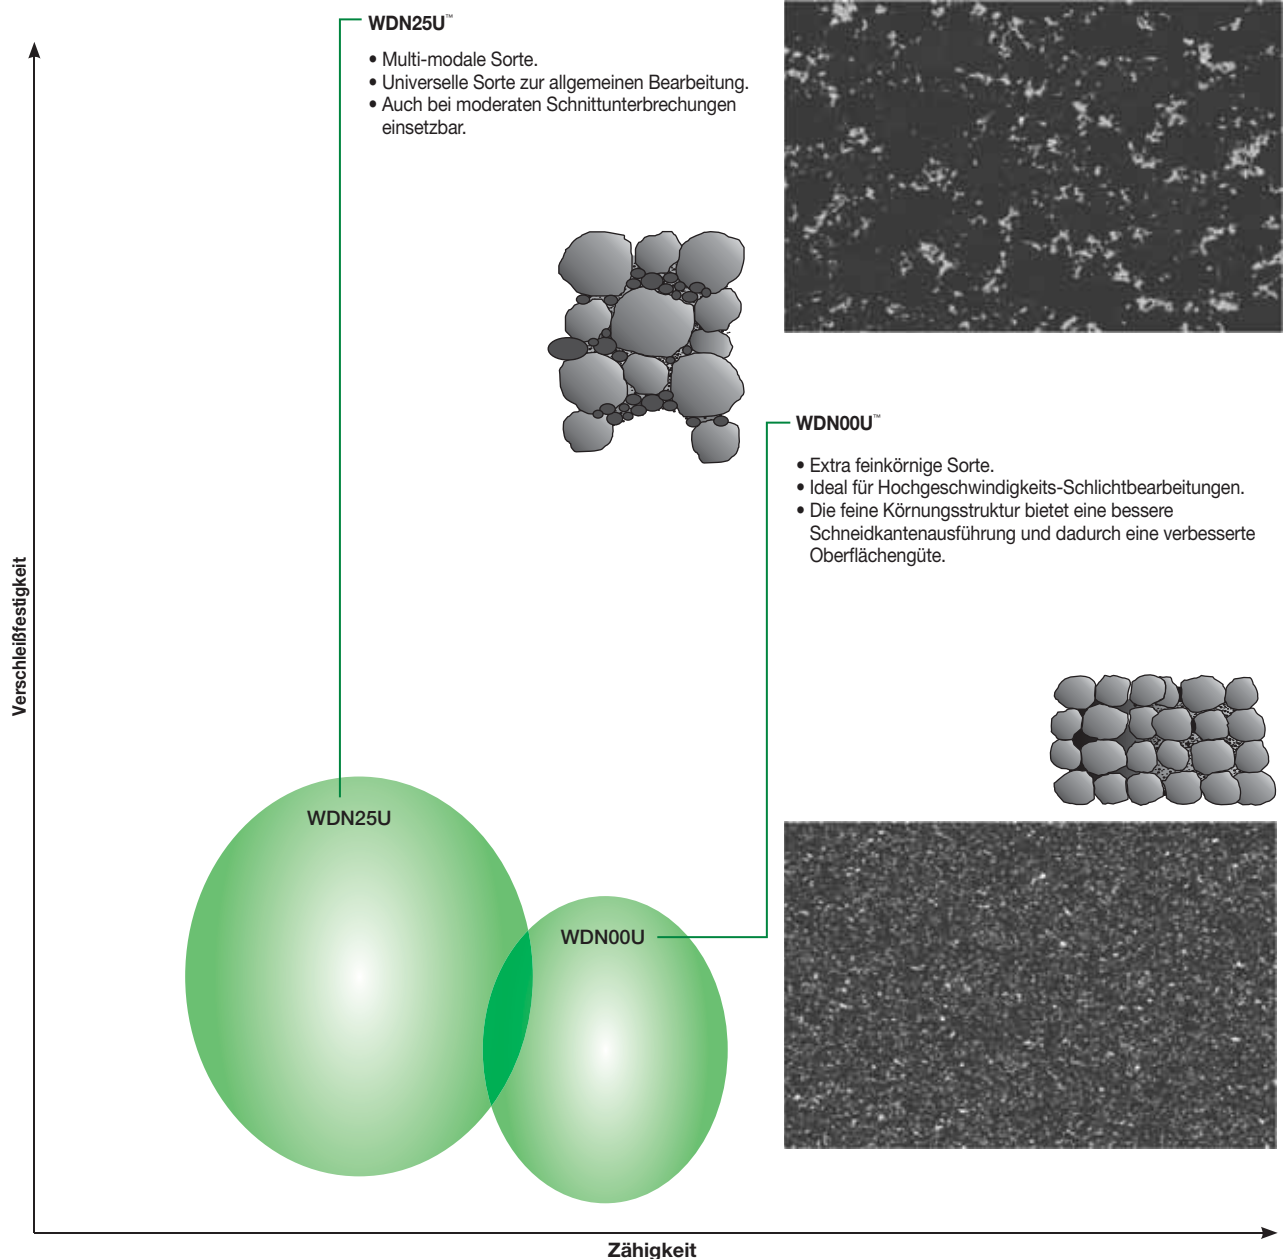 WDN25U™
• Multi-modale Sorte.
• Universelle Sorte zur allgemeinen Bearbeitung.
• Auch bei moderaten Schnittunterbrechungen
einsetzbar.
WDN00U™
• Extra feinkörnige Sorte.
• Ideal für Hochgeschwindigkeits-Schlichtbearbeitungen.
• Die feine Körnungsstruktur bietet eine bessere
Schneidkantenausführung und dadurch eine verbesserte
Oberflächengüte.
Verschleißfestigkeit
WDN25U
WDN00U
Zähigkeit